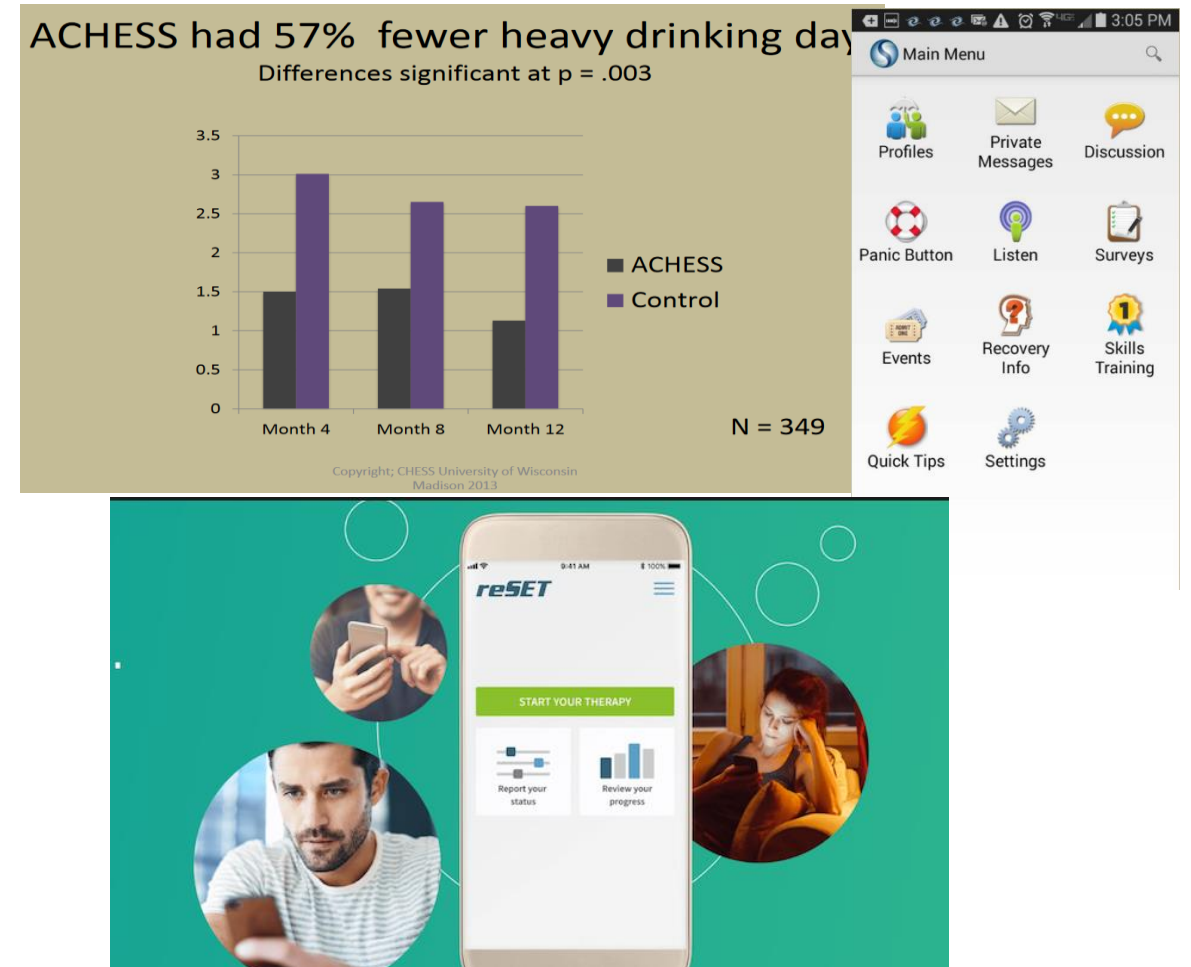 ACHESS had 57% fewer heavy drinking day
Differences significant at p = .003
3.5
3
2.5
2
1.5
1
0.5
0
Month 4 Month 8 Month 12
ACHESS
Control
N = 349
Copyright; CHESS University of Wisconsin
Madison 2013
4G 3:05 PM
Main Menu
Profiles
Private
Messages
Discussion
Panic Button
Listen
Surveys
Events
Recovery
Info
Skills
Training
Quick Tips
Settings
9:41 AM 100%
reSET
START YOUR THERAPY
Report your
status
Review your
progress